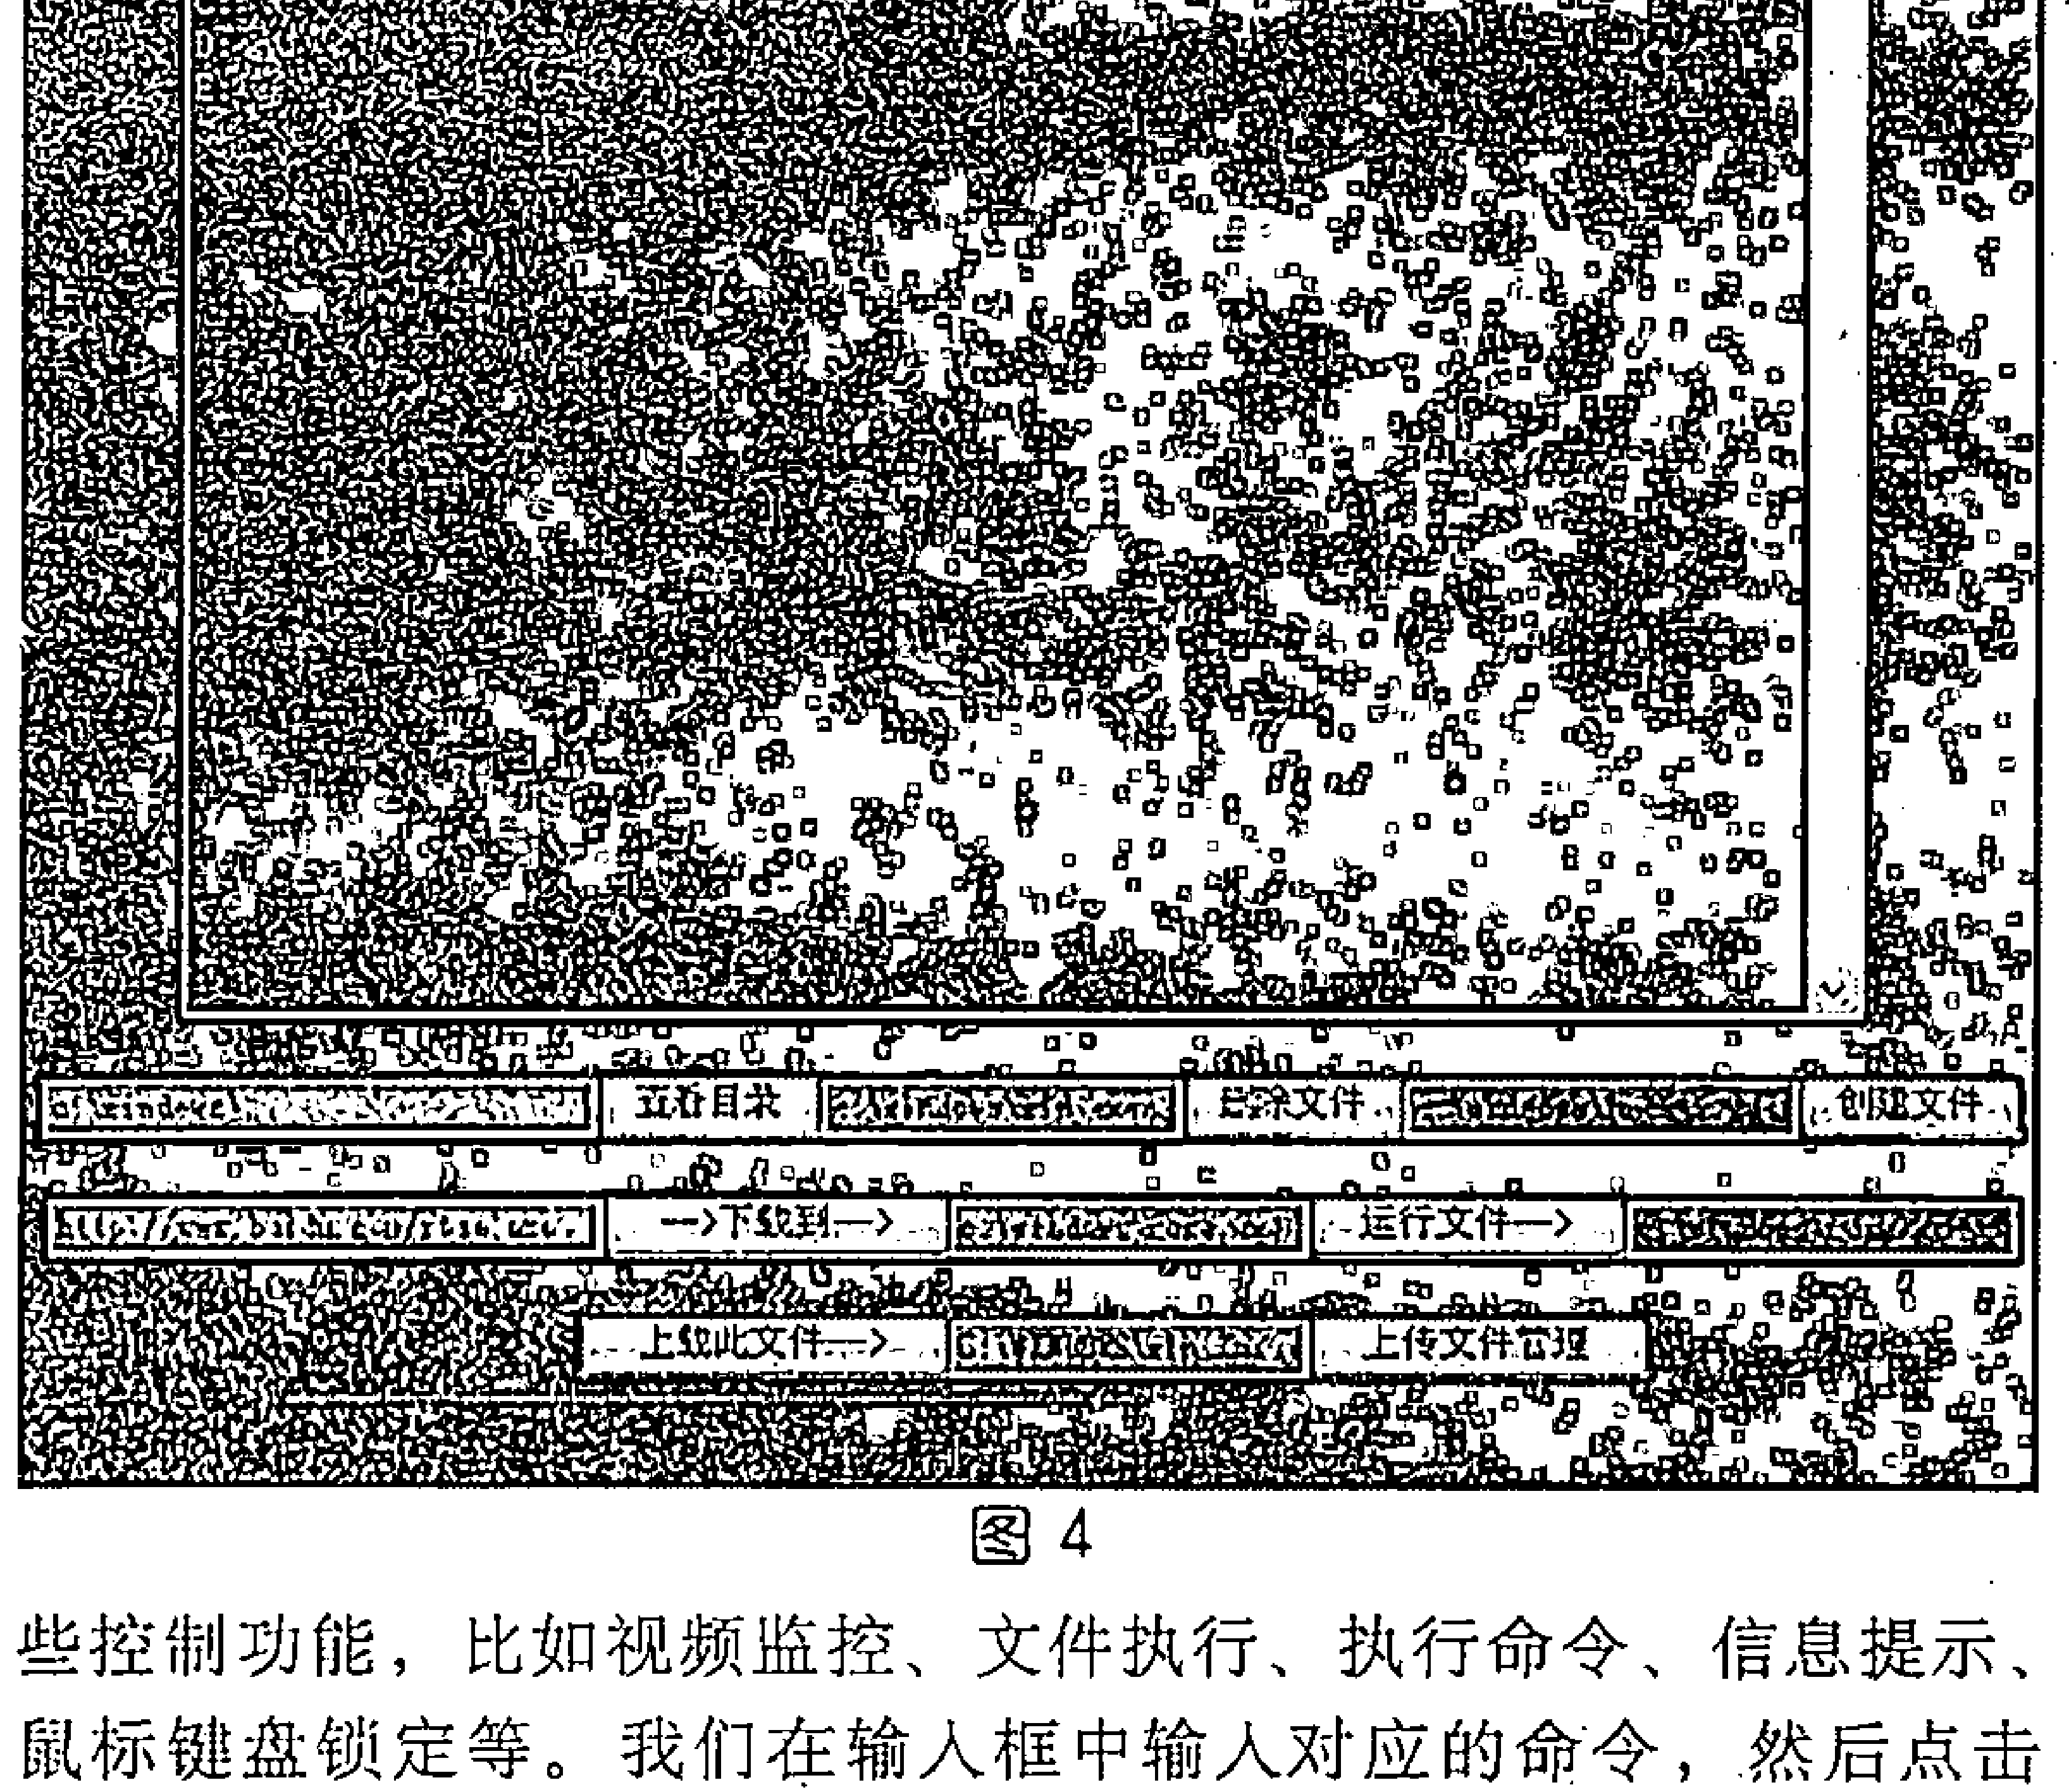 查看目录 删除文件 创建文件
-->下载到--> 运行文件-->
上载此文件--> 上传文件管理
图 4
些控制功能，比如视频监控、文件执行、执行命令、信息提示、
鼠标键盘锁定等。我们在输入框中输入对应的命令，然后点击